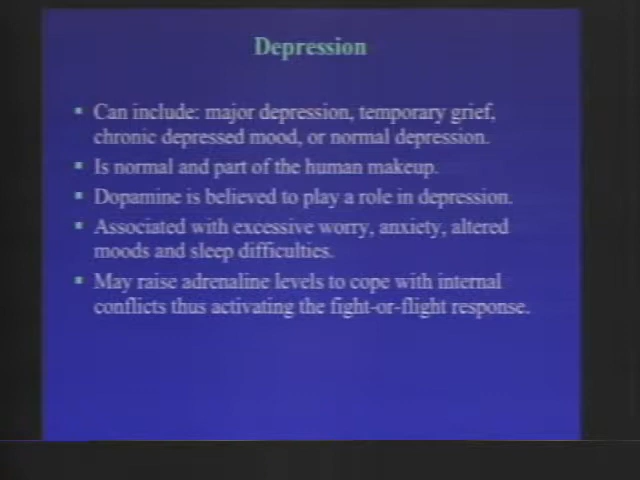 Depression
▪ Can include: major depression, temporary grief,
chronic depressed mood, or normal depression.
▪ Is normal and part of the human makeup.
▪ Dopamine is believed to play a role in depression.
▪ Associated with excessive worry, anxiety, altered
moods and sleep difficulties.
▪ May raise adrenaline levels to cope with internal
conflicts thus activating the fight-or-flight response.